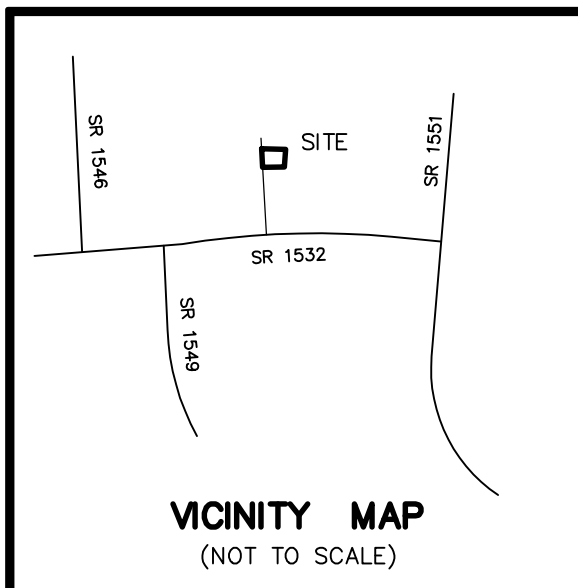 SR 1546
SITE
SR 1551
SR 1532
SR 1549
VICINITY MAP
(NOT TO SCALE)